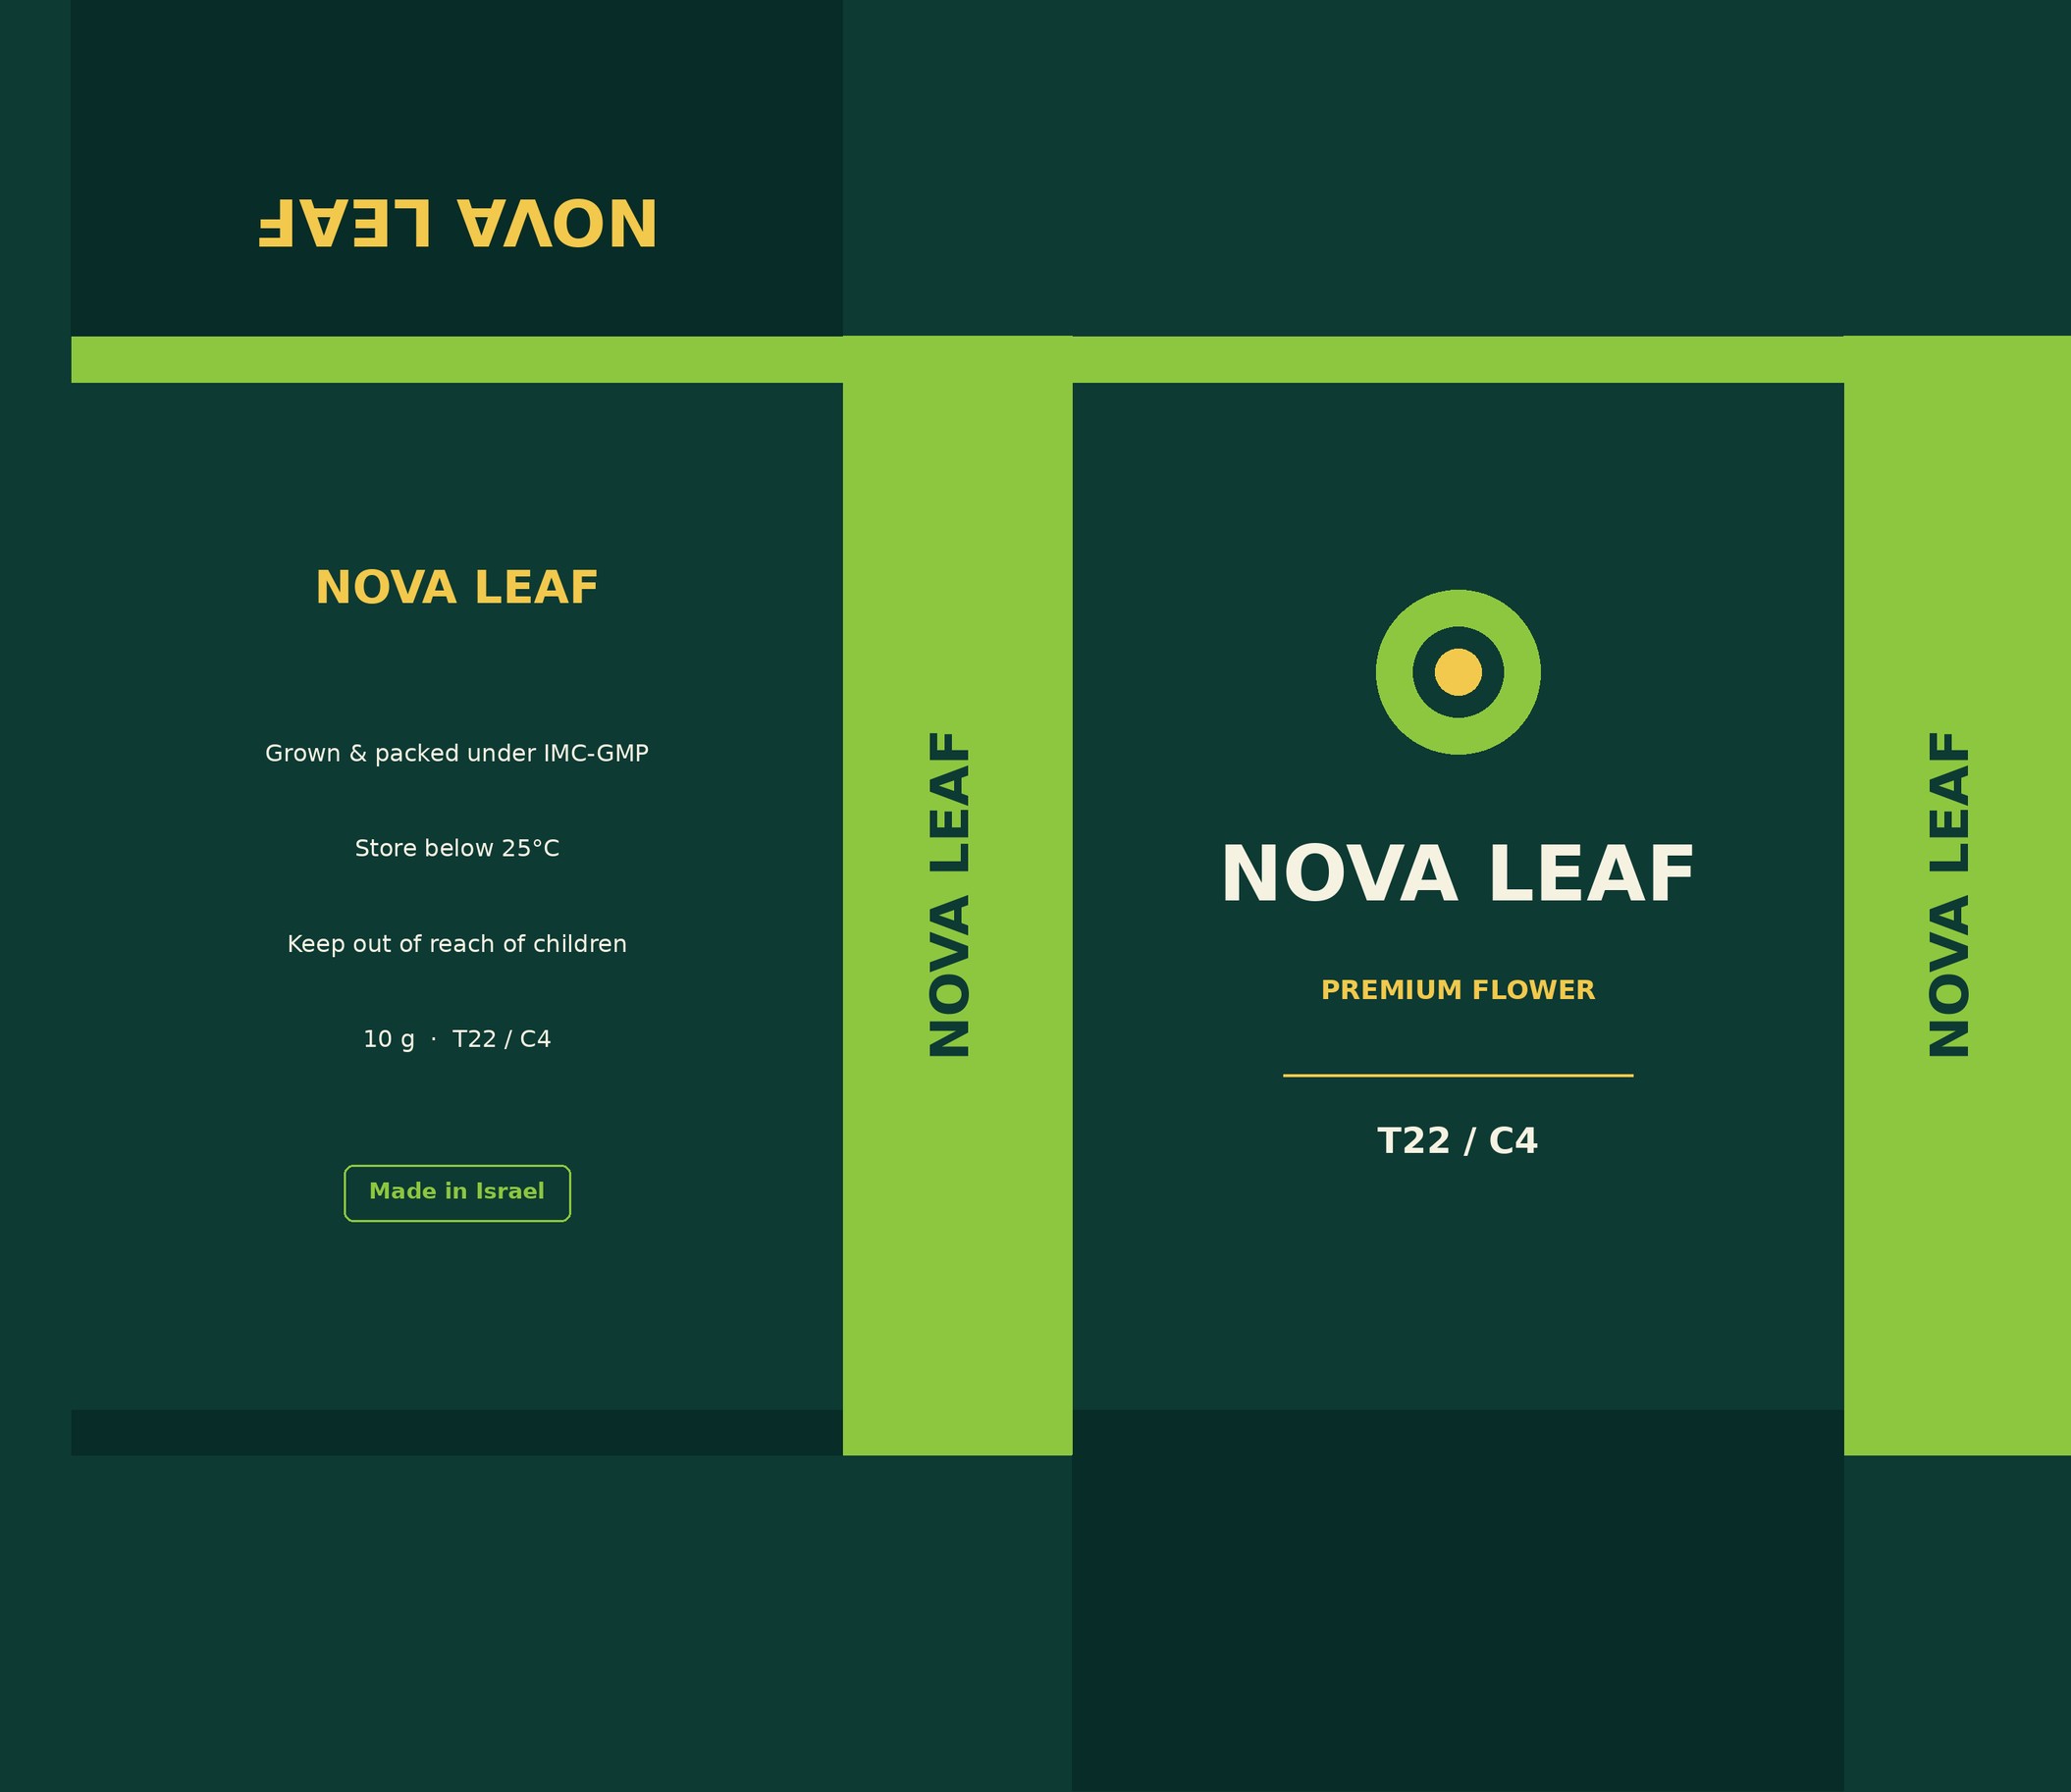 NOVA LEAF
NOVA LEAF
Grown & packed under IMC-GMP
Store below 25°C
Keep out of reach of children
10 g · T22 / C4
Made in Israel
NOVA LEAF
NOVA LEAF
PREMIUM FLOWER
T22 / C4
NOVA LEAF